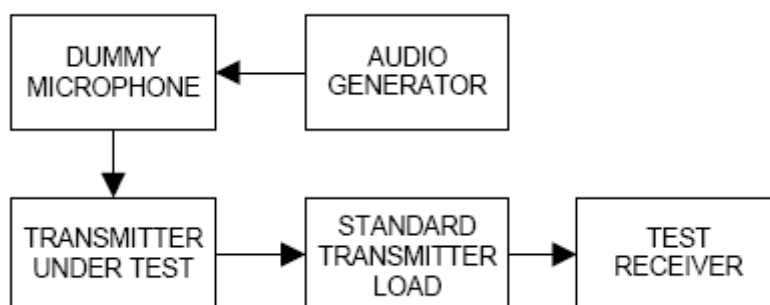 DUMMY
MICROPHONE
AUDIO
GENERATOR
TRANSMITTER
UNDER TEST
STANDARD
TRANSMITTER
LOAD
TEST
RECEIVER